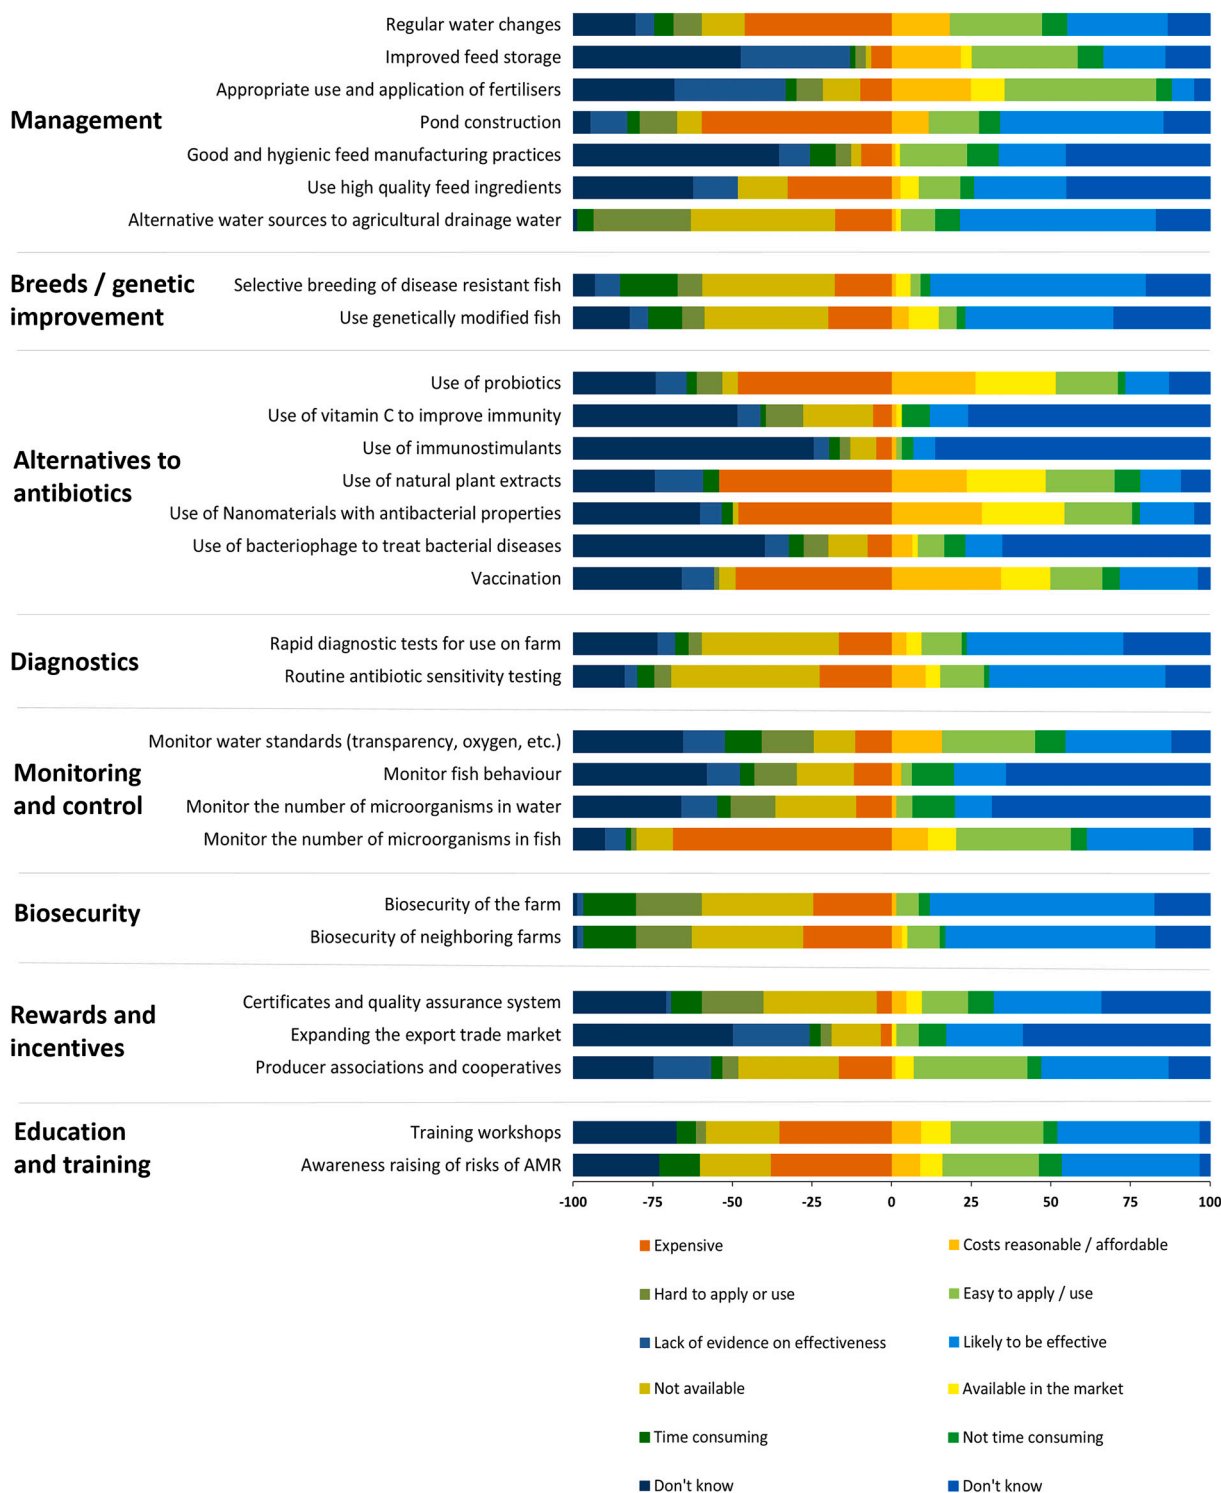 Management
Regular water changes
Improved feed storage
Appropriate use and application of fertilisers
Pond construction
Good and hygienic feed manufacturing practices
Use high quality feed ingredients
Alternative water sources to agricultural drainage water
Breeds / genetic
improvement
Selective breeding of disease resistant fish
Use genetically modified fish
Alternatives to
antibiotics
Use of probiotics
Use of vitamin C to improve immunity
Use of immunostimulants
Use of natural plant extracts
Use of Nanomaterials with antibacterial properties
Use of bacteriophage to treat bacterial diseases
Vaccination
Diagnostics
Rapid diagnostic tests for use on farm
Routine antibiotic sensitivity testing
Monitoring
and control
Monitor water standards (transparency, oxygen, etc.)
Monitor fish behaviour
Monitor the number of microorganisms in water
Monitor the number of microorganisms in fish
Biosecurity
Biosecurity of the farm
Biosecurity of neighboring farms
Rewards and
incentives
Certificates and quality assurance system
Expanding the export trade market
Producer associations and cooperatives
Education
and training
Training workshops
Awareness raising of risks of AMR
-100 -75 -50 -25 0 25 50 75 100
Expensive
Costs reasonable / affordable
Hard to apply or use
Easy to apply / use
Lack of evidence on effectiveness
Likely to be effective
Not available
Available in the market
Time consuming
Not time consuming
Don't know
Don't know